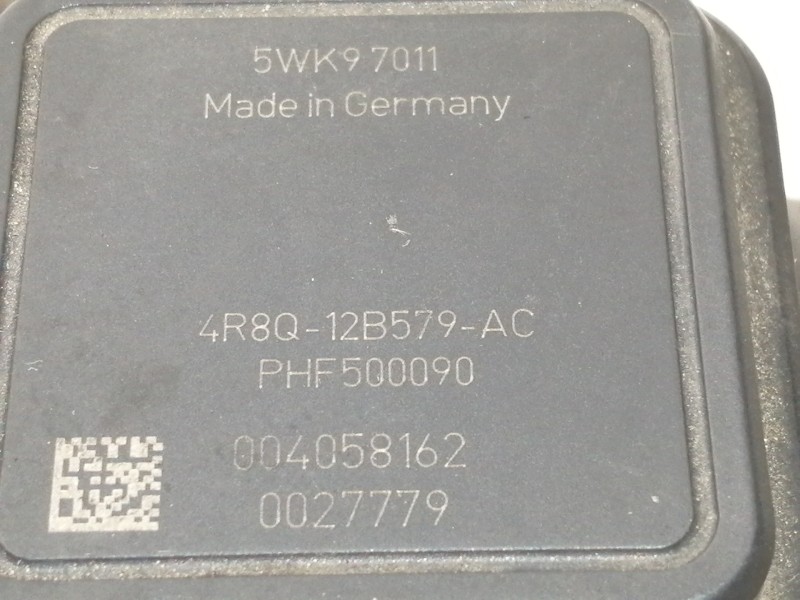 5WK9 7011
Made in Germany
4R8Q-12B579-AC
PHF500090
004058162
0027779